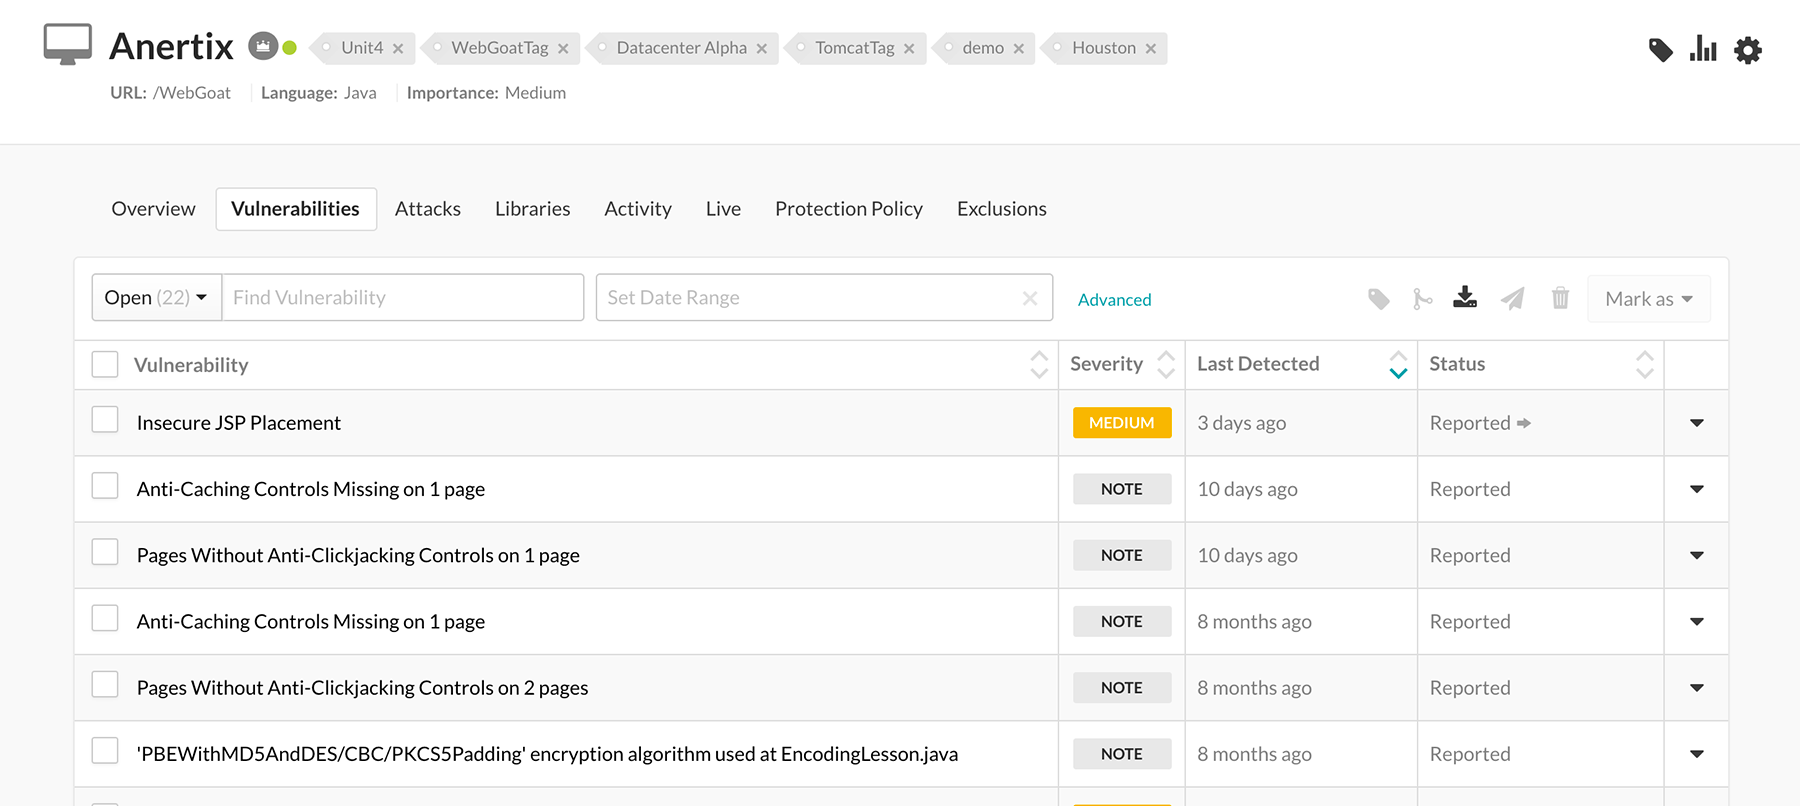 Anertix Unit4 WebGoatTag Datacenter Alpha TomcatTag demo Houston
URL: /WebGoat Language: Java Importance: Medium
Overview Vulnerabilities Attacks Libraries Activity Live Protection Policy Exclusions
Open (22) Find Vulnerability Set Date Range Advanced Mark as
Vulnerability Severity Last Detected Status
Insecure JSP Placement MEDIUM 3 days ago Reported
Anti-Caching Controls Missing on 1 page NOTE 10 days ago Reported
Pages Without Anti-Clickjacking Controls on 1 page NOTE 10 days ago Reported
Anti-Caching Controls Missing on 1 page NOTE 8 months ago Reported
Pages Without Anti-Clickjacking Controls on 2 pages NOTE 8 months ago Reported
'PBEWithMD5AndDES/CBC/PKCS5Padding' encryption algorithm used at EncodingLesson.java NOTE 8 months ago Reported